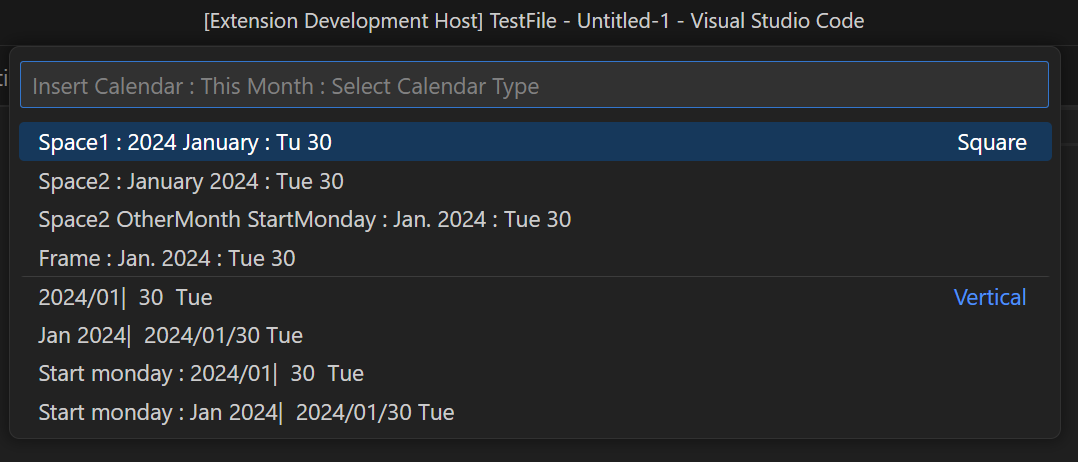 [Extension Development Host] TestFile - Untitled-1 - Visual Studio Code
Insert Calendar : This Month : Select Calendar Type
Space1 : 2024 January : Tu 30 Square
Space2 : January 2024 : Tue 30
Space2 OtherMonth StartMonday : Jan. 2024 : Tue 30
Frame : Jan. 2024 : Tue 30
2024/01|  30  Tue Vertical
Jan 2024|  2024/01/30 Tue
Start monday : 2024/01|  30  Tue
Start monday : Jan 2024|  2024/01/30 Tue